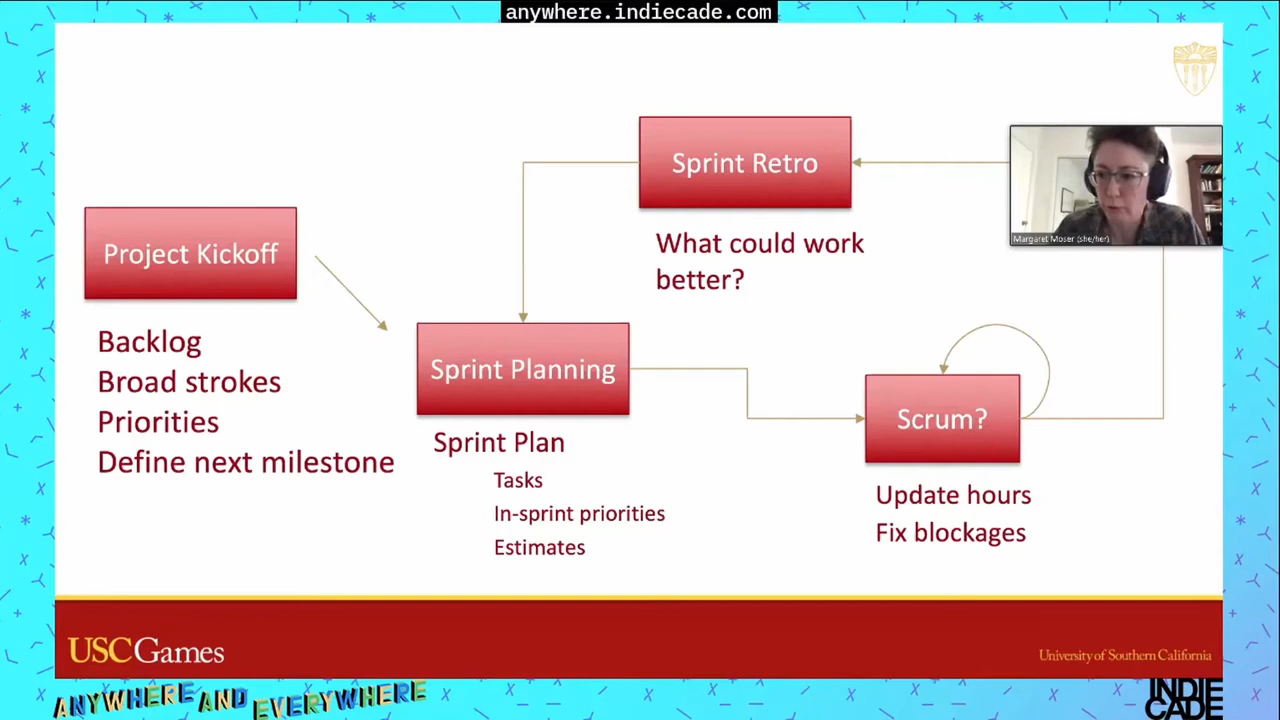 anywhere.indiecade.com
Sprint Retro
What could work
better?
Margaret Moser (she/her)
Project Kickoff
Backlog
Broad strokes
Priorities
Define next milestone
Sprint Planning
Sprint Plan
Tasks
In-sprint priorities
Estimates
Scrum?
Update hours
Fix blockages
USCGames
University of Southern California
ANYWHERE AND EVERYWHERE
INDIE
CADE